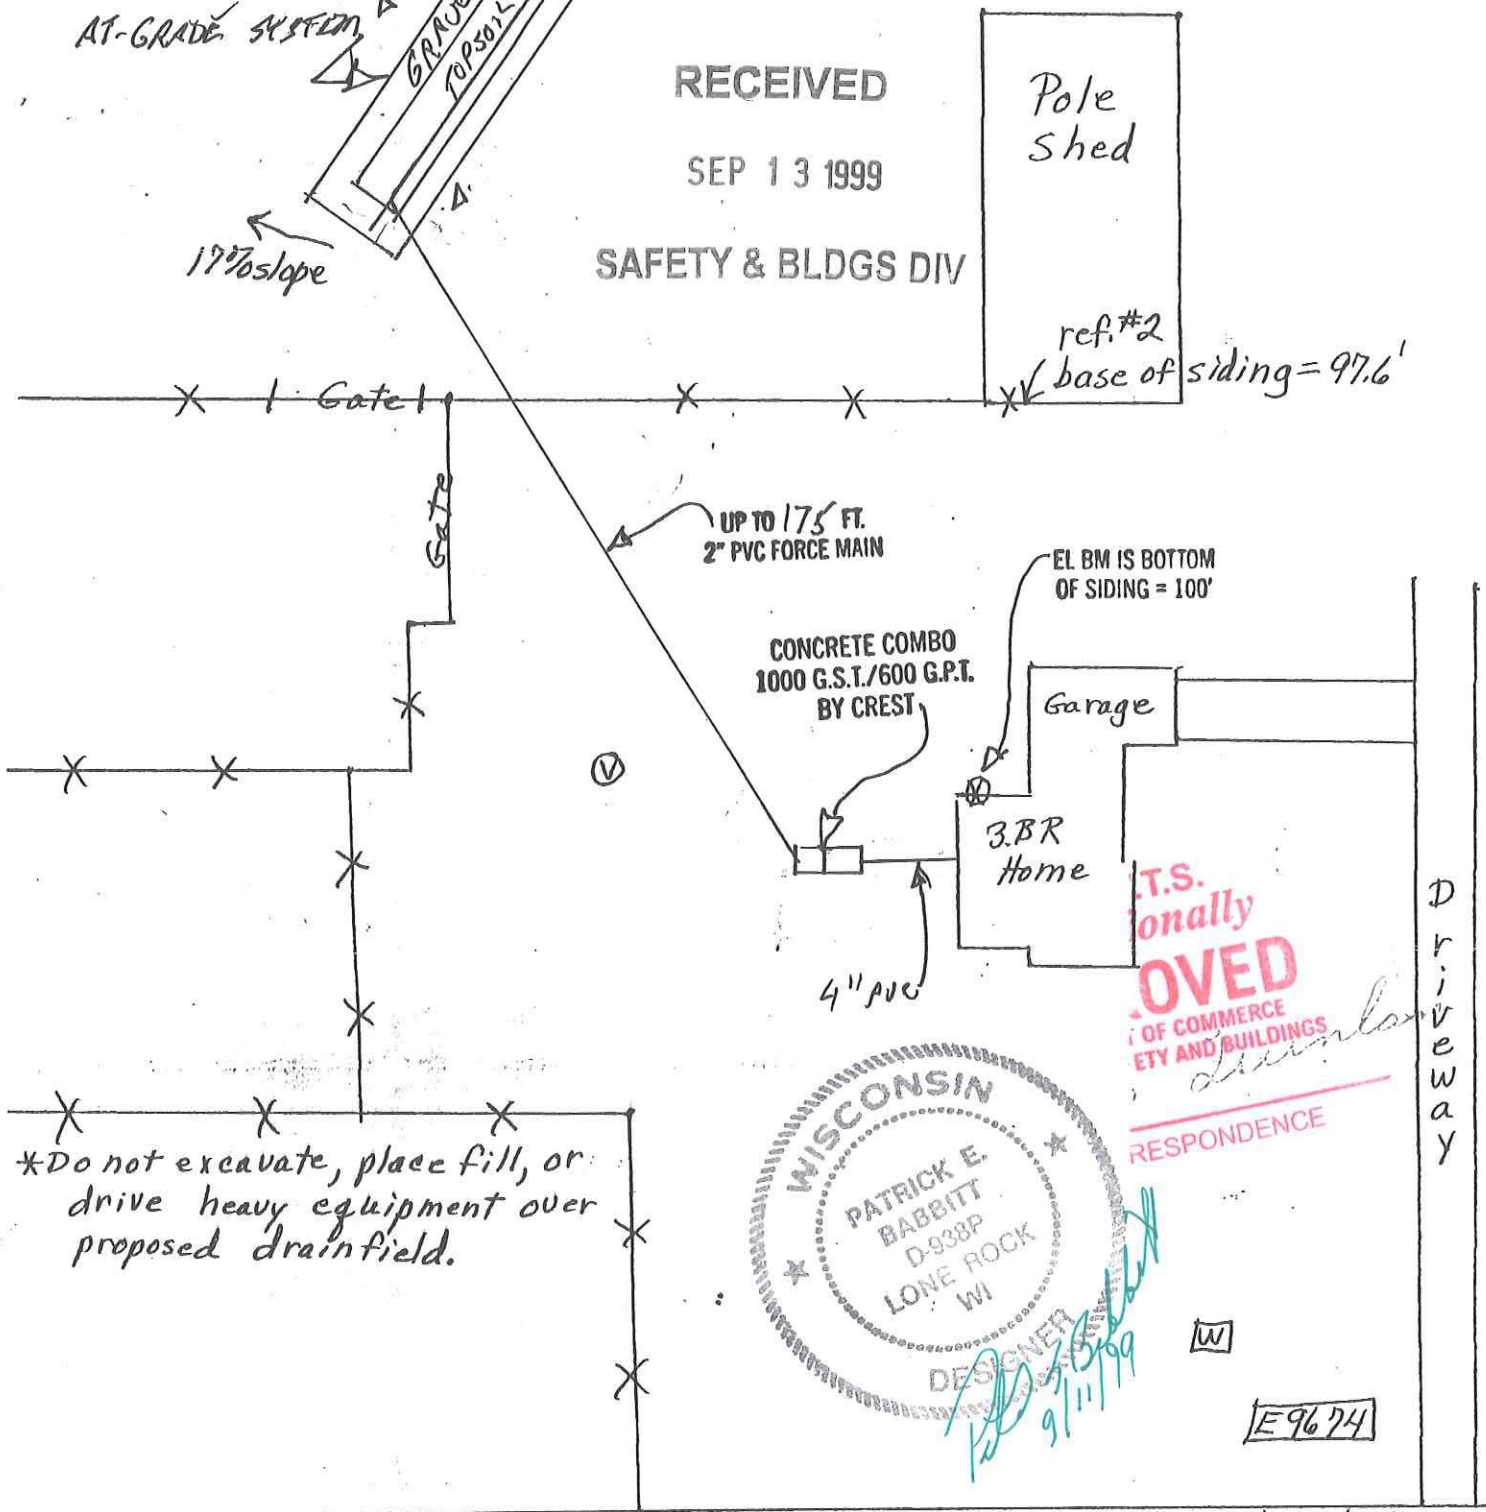 AT-GRADE SYSTEM
TOPSOIL
RECEIVED
SEP 13 1999
SAFETY & BLDGS DIV
Pole
Shed
17% slope
ref. #2
base of siding = 97.6'
Gate
Gate
UP TO 175 FT.
2" PVC FORCE MAIN
EL BM IS BOTTOM
OF SIDING = 100'
CONCRETE COMBO
1000 G.S.T./600 G.P.T.
BY CREST
Garage
V
3.BR
Home
4" PVC
.T.S.
onally
OVED
OF COMMERCE
ETY AND BUILDINGS
RESPONDENCE
Driveway
*Do not excavate, place fill, or
drive heavy equipment over
proposed drainfield.
WISCONSIN
PATRICK E.
BABBITT
D-938P
LONE ROCK
WI
DESIGNER
9/11/99
W
E9674